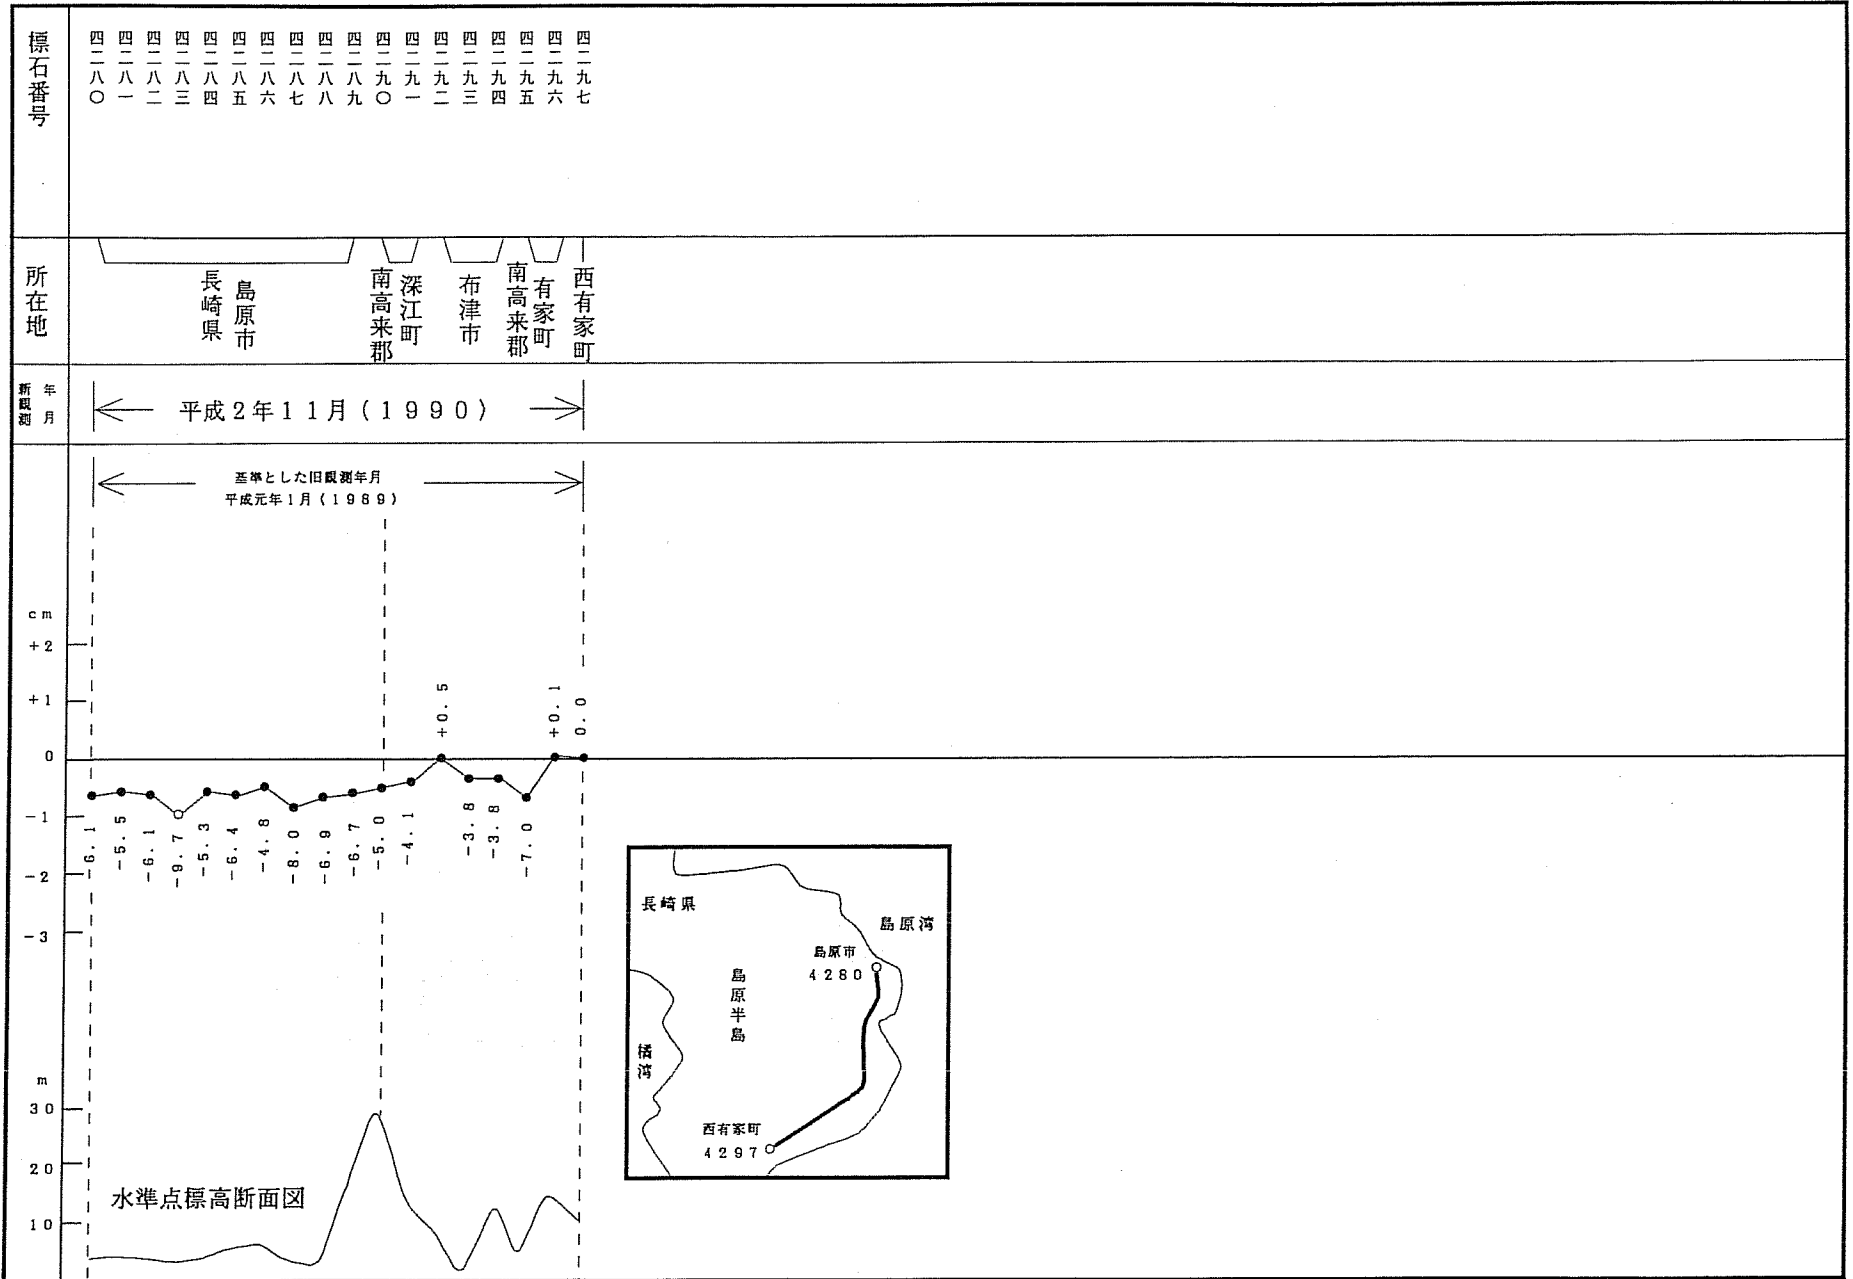 標石番号
四二八〇
四二八一
四二八二
四二八三
四二八四
四二八五
四二八六
四二八七
四二八八
四二八九
四二九〇
四二九一
四二九二
四二九三
四二九四
四二九五
四二九六
四二九七
所在地
長崎県
島原市
南高来郡
深江町
布津市
南高来郡
有家町
西有家町
新観測
年月
平成2年11月(1990)
基準とした旧観測年月
平成元年1月(1989)
cm
+2
+1
0
-1
-2
-3
-6.1
-5.5
-6.1
-9.7
-5.3
-6.4
-4.8
-8.0
-6.9
-6.7
-5.0
-4.1
+0.5
-3.8
-3.8
-7.0
+0.1
0.0
m
30
20
10
水準点標高断面図
長崎県
島原湾
島原市
4280
島原半島
橘湾
西有家町
4297